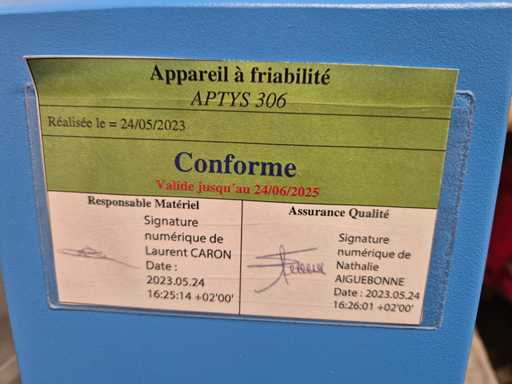 Appareil à friabilité
APTYS 306
Réalisée le = 24/05/2023
Conforme
Valide jusqu'au 24/06/2025
Responsable Matériel
Signature
numérique de
Laurent CARON
Date :
2023.05.24
16:25:14 +02'00'
Assurance Qualité
Signature
numérique de
Nathalie
AIGUEBONNE
Date : 2023.05.24
16:26:01 +02'00'